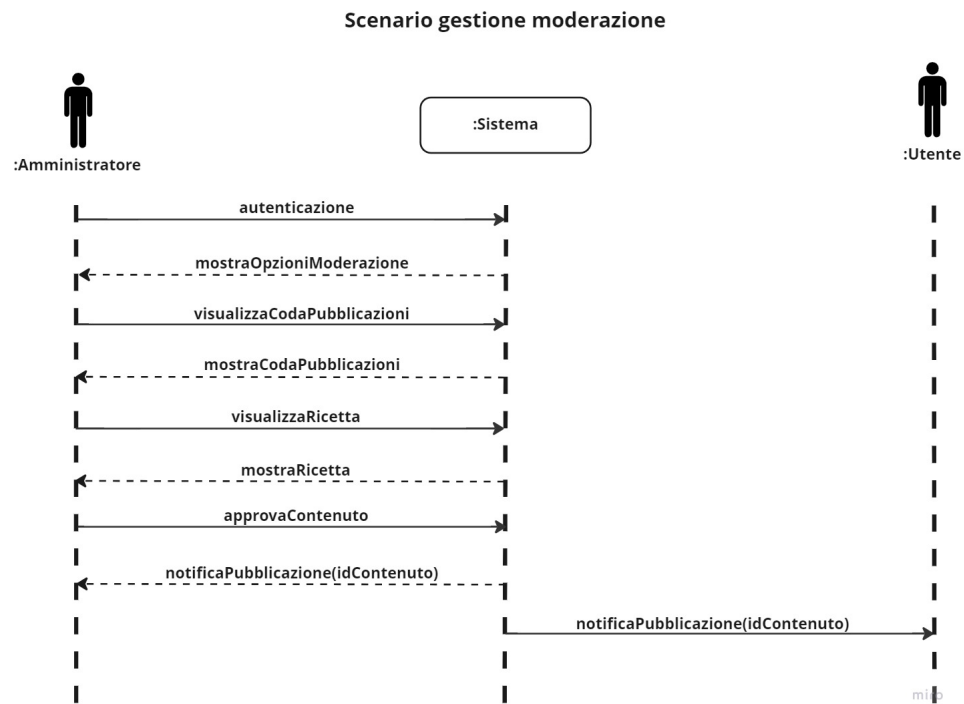 Scenario gestione moderazione
:Sistema
:Utente
:Amministratore
autenticazione
mostraOpzioniModerazione
visualizzaCodaPubblicazioni
mostraCodaPubblicazioni
visualizzaRicetta
mostraRicetta
approvaContenuto
notificaPubblicazione(idContenuto)
notificaPubblicazione(idContenuto)
miro